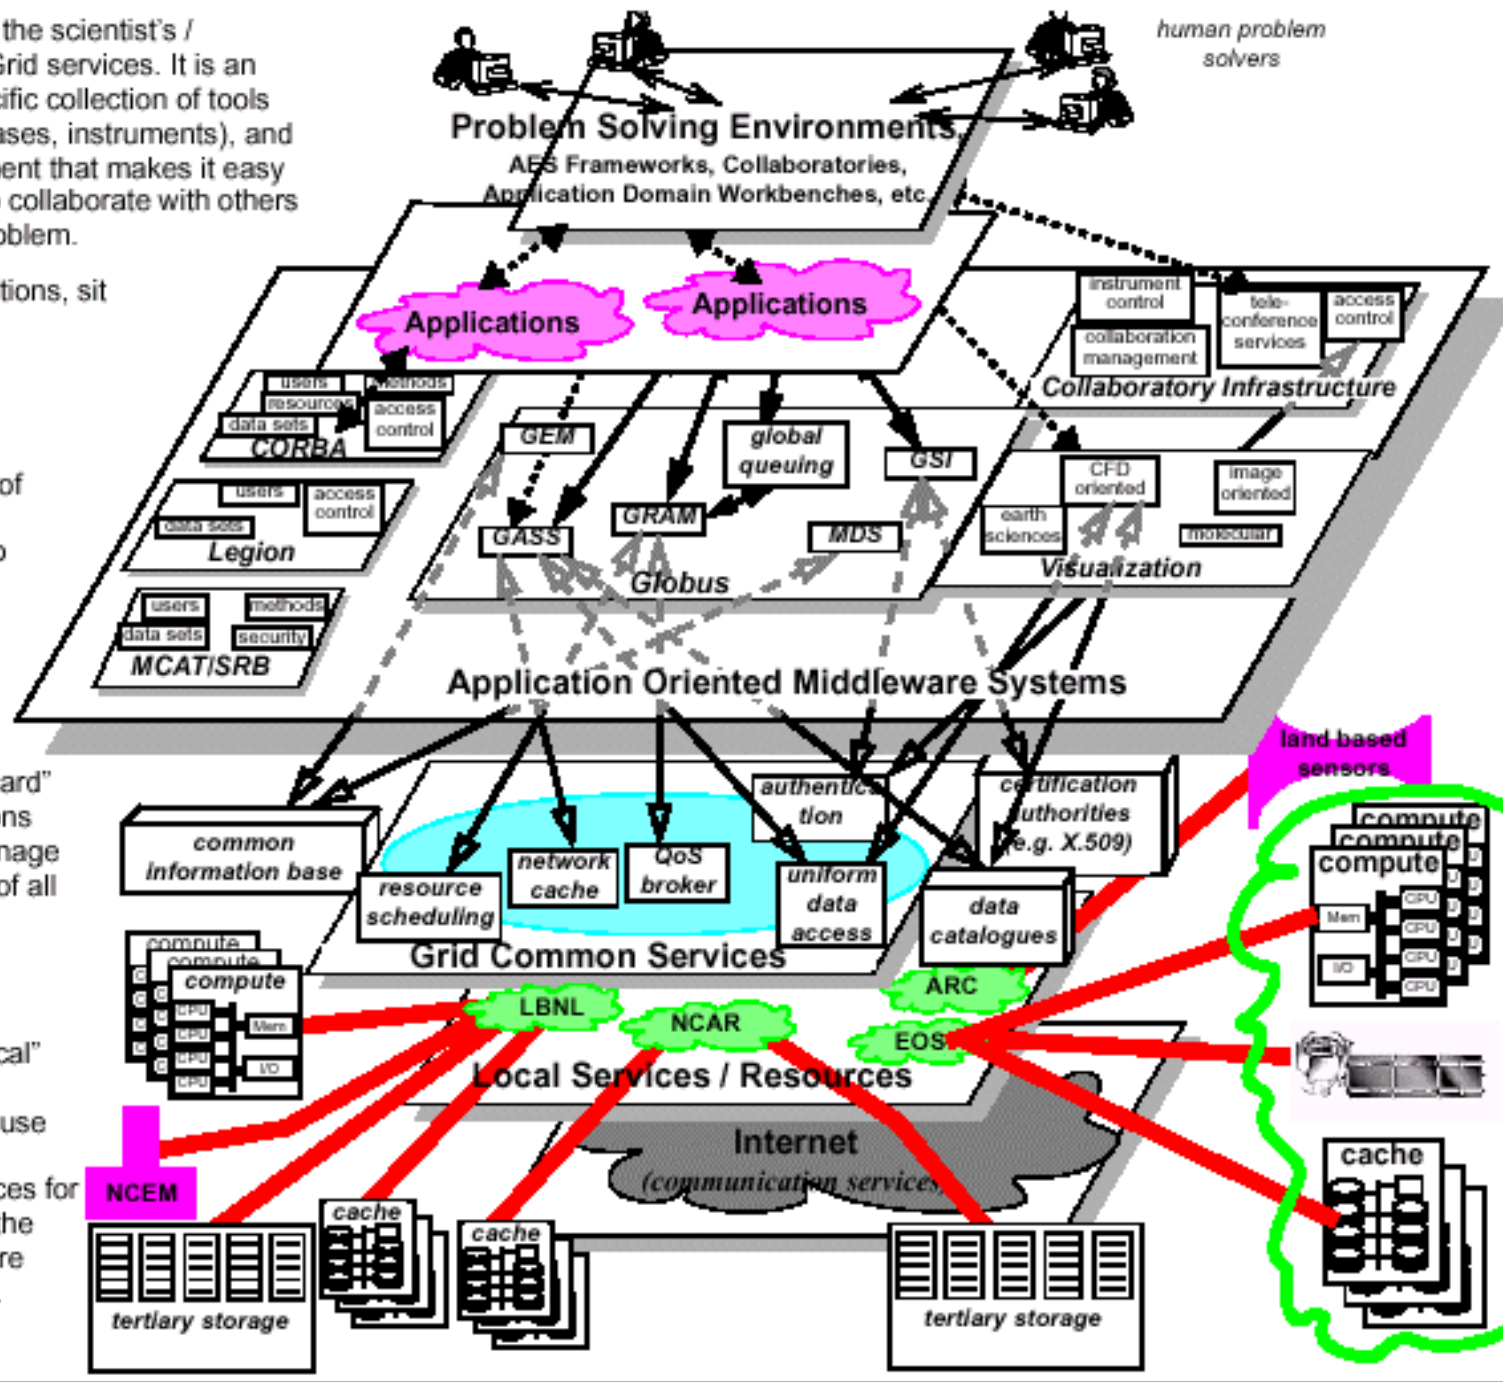 the scientist's /
Grid services. It is an
cific collection of tools
ases, instruments), and
ent that makes it easy
collaborate with others
oblem.
tions, sit
of
ard"
ons
nage
of all
cal"
use
ces for
the
re
human problem
solvers
Problem Solving Environments,
AES Frameworks, Collaboratories,
Application Domain Workbenches, etc.
Applications
Applications
instrument
control
collaboration
management
tele-
conference
services
access
control
Collaboratory Infrastructure
users
methods
resources
data sets
access
control
CORBA
users
data sets
access
control
Legion
users
methods
data sets
security
MCAT/SRB
GEM
global
queuing
GSI
GASS
GRAM
MDS
Globus
CFD
oriented
image
oriented
earth
sciences
molecular
Visualization
Application Oriented Middleware Systems
land based
sensors
common
information base
authentica
tion
certification
authorities
(e.g. X.509)
resource
scheduling
network
cache
QoS
broker
uniform
data
access
data
catalogues
Grid Common Services
compute
compute
compute
CPU
CPU
CPU
CPU
Mem
I/O
compute
compute
compute
Mem
I/O
CPU
CPU
CPU
CPU
LBNL
NCAR
ARC
EOS
Local Services / Resources
Internet
(communication services)
NCEM
cache
cache
cache
tertiary storage
tertiary storage